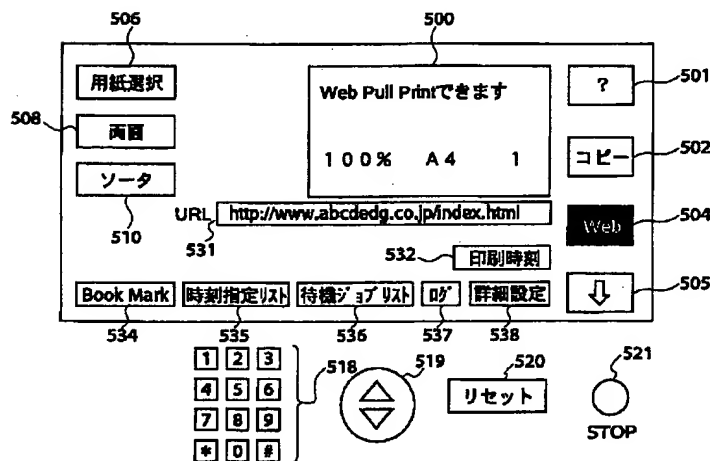 506
500
用紙選択
Web Pull Printできます
?
501
508
両面
100% A4 1
コピー
502
ソータ
510
URL
http://www.abcdedg.co.jp/index.html
531
Web
504
532
印刷時刻
Book Mark
時刻指定リスト
待機ジョブリスト
ログ
詳細設定
⇩
505
534
535
536
537
538
1 2 3
4 5 6
7 8 9
* 0 #
518
519
520
リセット
521
STOP